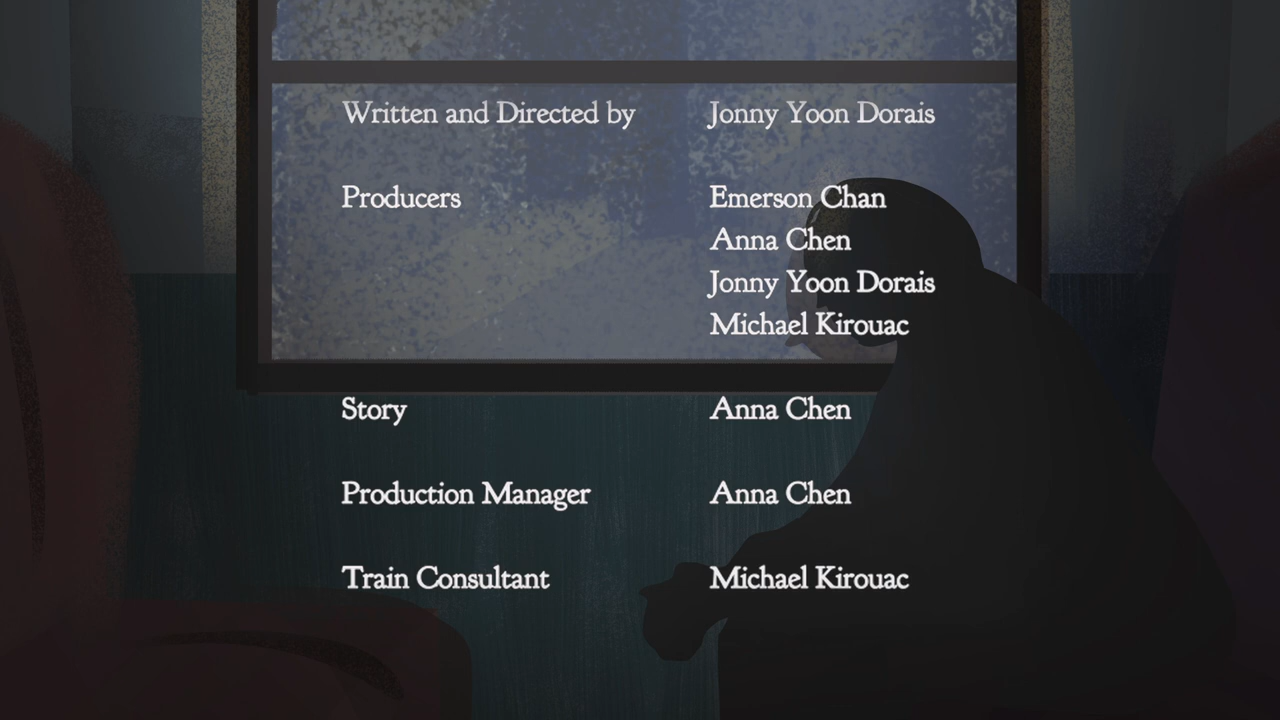 Written and Directed by Jonny Yoon Dorais
Producers Emerson Chan
Anna Chen
Jonny Yoon Dorais
Michael Kirouac
Story Anna Chen
Production Manager Anna Chen
Train Consultant Michael Kirouac